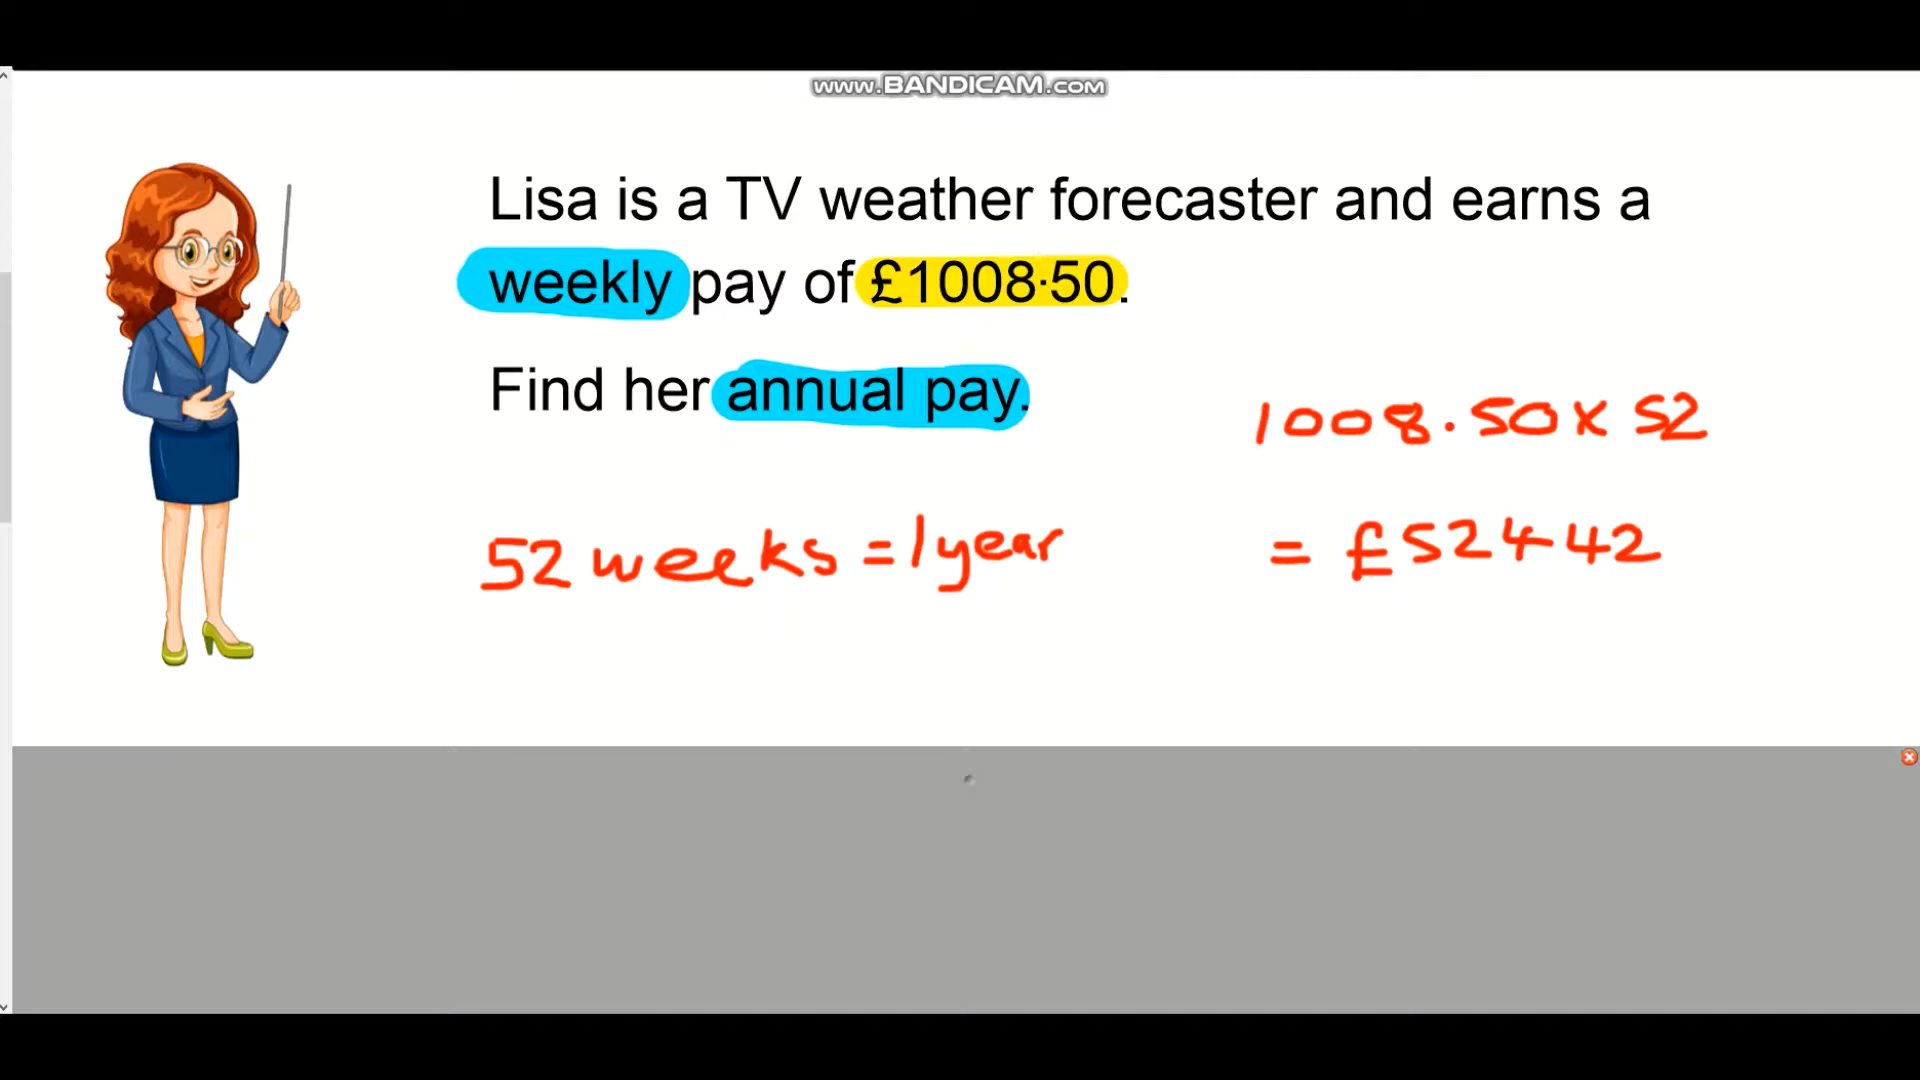 www.BANDICAM.com
Lisa is a TV weather forecaster and earns a
weekly pay of £1008·50.
Find her annual pay.
1008.50 x 52
52 weeks = 1 year
= £52442